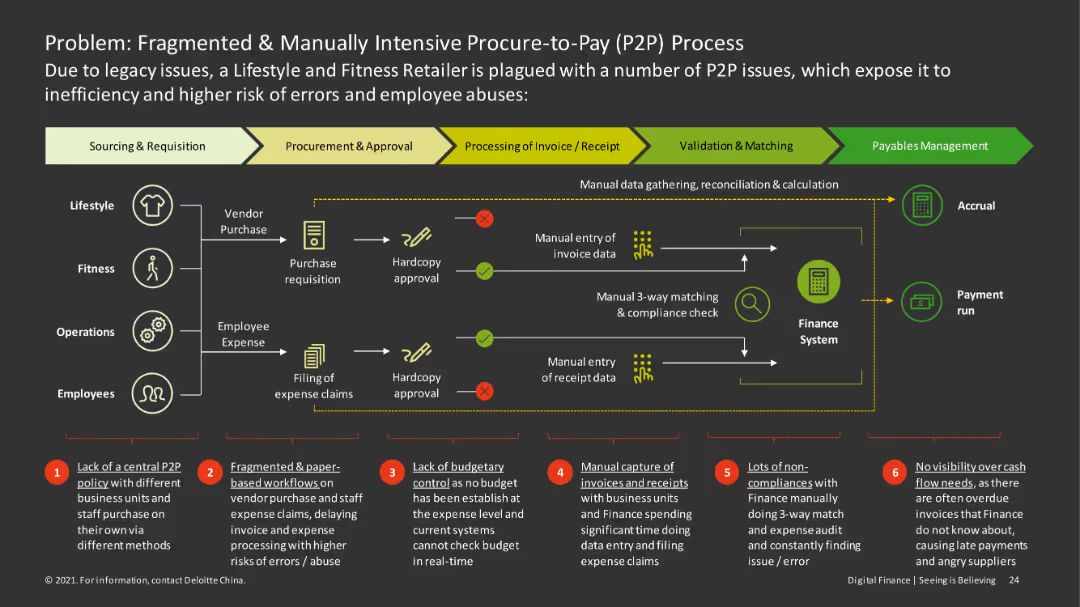 Problem: Fragmented & Manually Intensive Procure-to-Pay (P2P) Process
Due to legacy issues, a Lifestyle and Fitness Retailer is plagued with a number of P2P issues, which expose it to
inefficiency and higher risk of errors and employee abuses:
Sourcing & Requisition
Procurement & Approval
Processing of Invoice / Receipt
Validation & Matching
Payables Management
Manual data gathering, reconciliation & calculation
Lifestyle
Fitness
Operations
Employees
Vendor
Purchase
Employee
Expense
Purchase
requisition
Filing of
expense claims
Hardcopy
approval
Hardcopy
approval
Manual entry of
invoice data
Manual 3-way matching
& compliance check
Manual entry
of receipt data
Finance
System
Accrual
Payment
run
1
Lack of a central P2P
policy with different
business units and
staff purchase on
their own via
different methods
2
Fragmented & paper-
based workflows on
vendor purchase and staff
expense claims, delaying
invoice and expense
processing with higher
risks of errors / abuse
3
Lack of budgetary
control as no budget
has been establish at
the expense level and
current systems
cannot check budget
in real-time
4
Manual capture of
invoices and receipts
with business units
and Finance spending
significant time doing
data entry and filing
expense claims
5
Lots of non-
compliances with
Finance manually
doing 3-way match
and expense audit
and constantly finding
issue / error
6
No visibility over cash
flow needs, as there
are often overdue
invoices that Finance
do not know about,
causing late payments
and angry suppliers
© 2021. For information, contact Deloitte China.
Digital Finance | Seeing is Believing 24